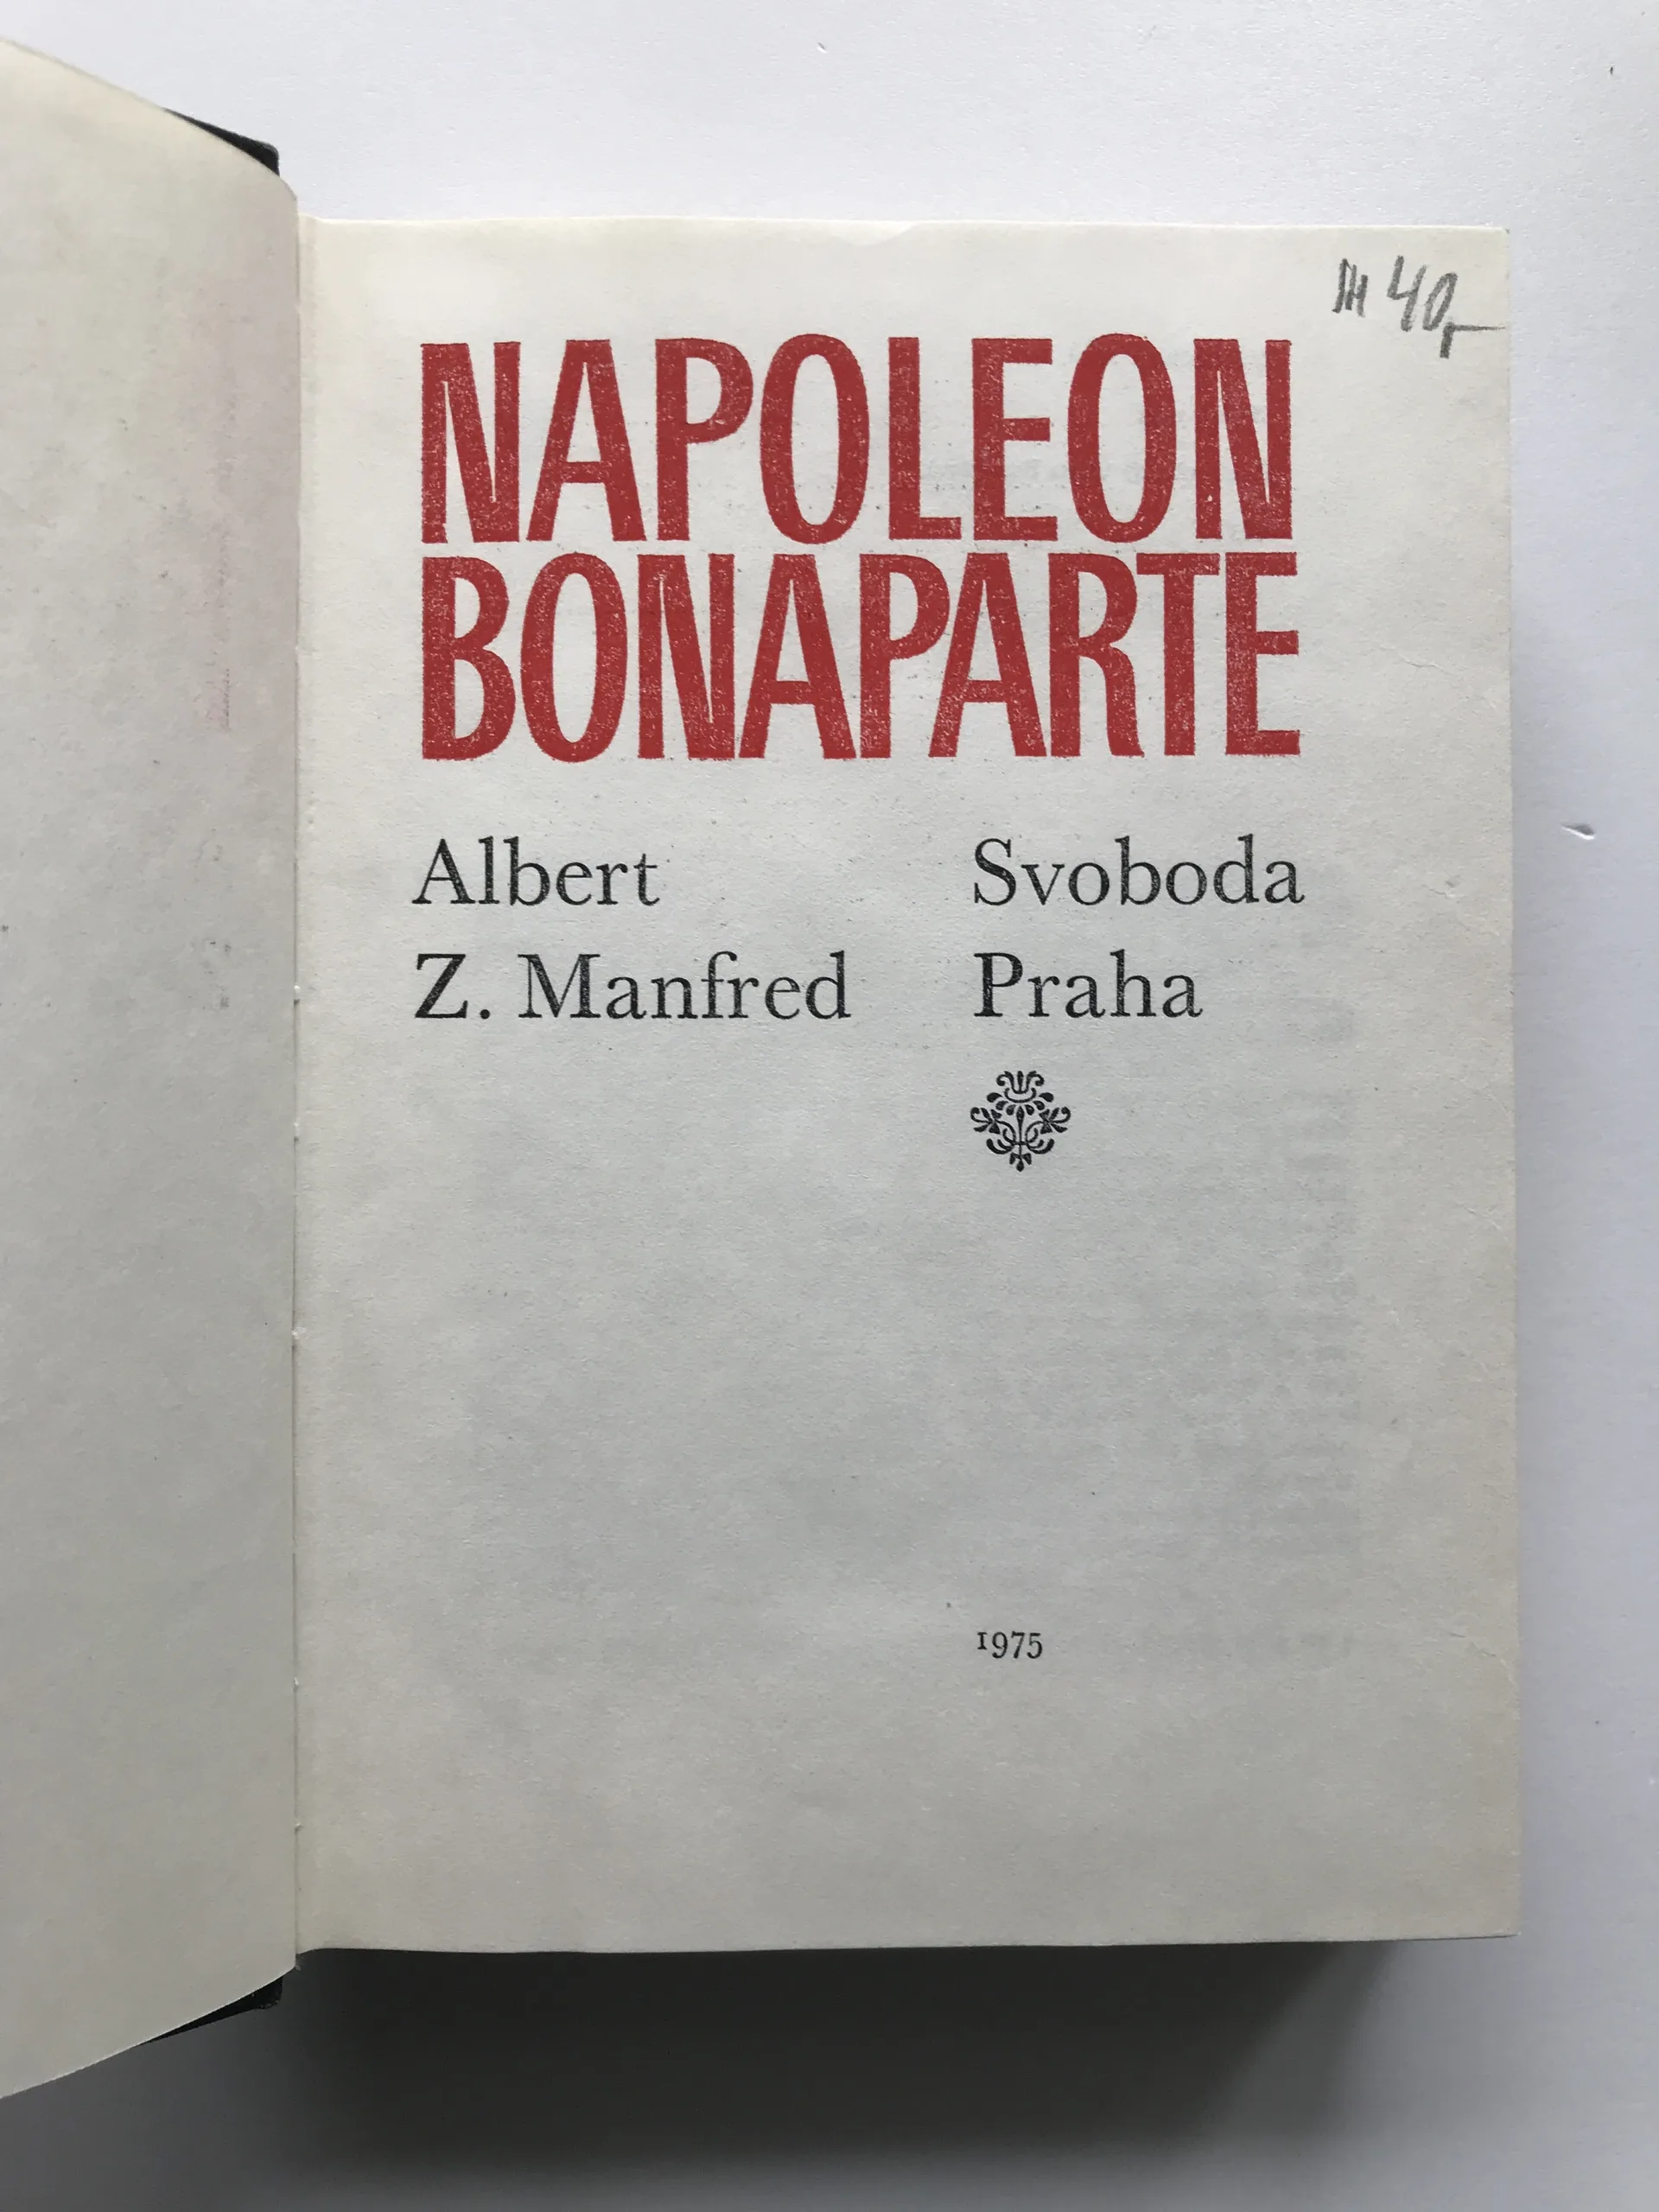 40,-
NAPOLEON
BONAPARTE
Albert
Z. Manfred
Svoboda
Praha
1975